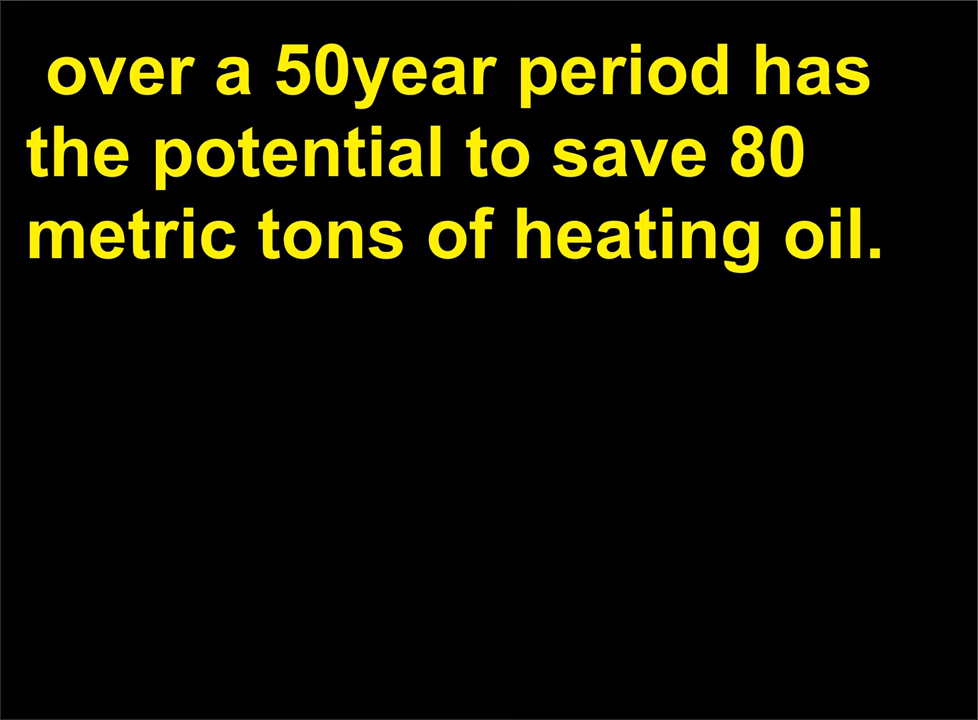 over a 50year period has
the potential to save 80
metric tons of heating oil.